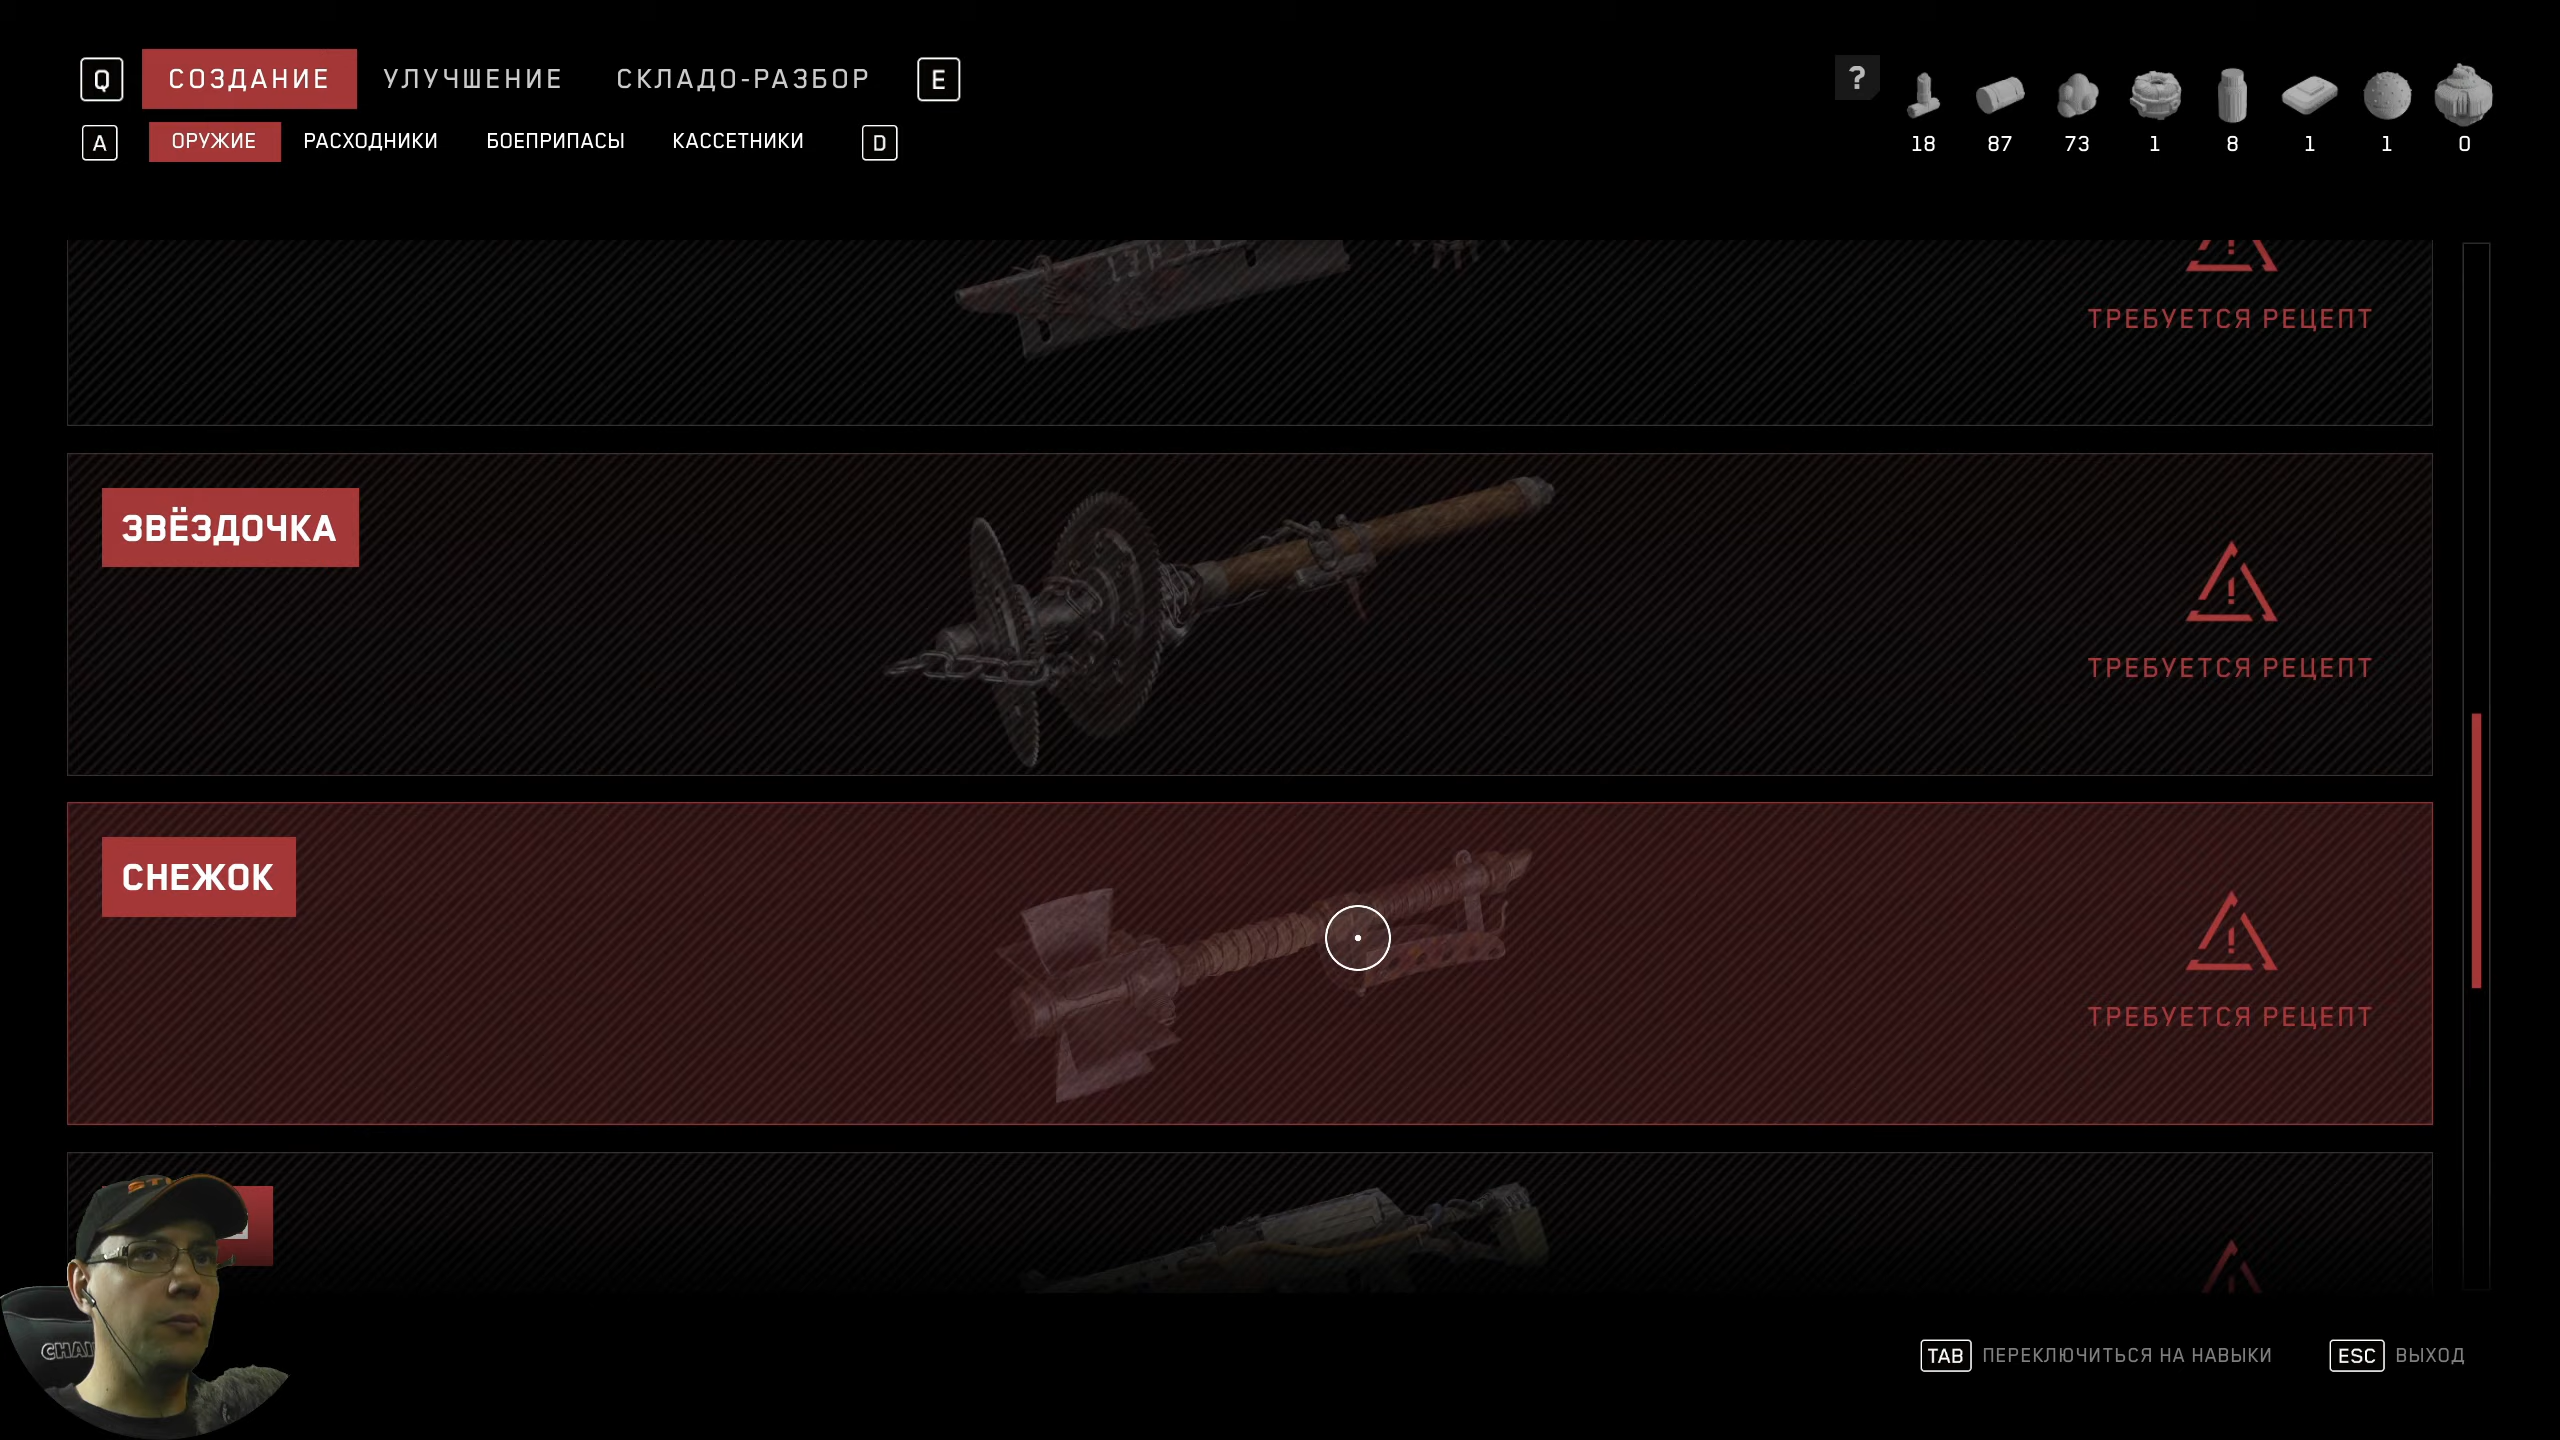 Q СОЗДАНИЕ УЛУЧШЕНИЕ СКЛАДО-РАЗБОР E
?
A ОРУЖИЕ РАСХОДНИКИ БОЕПРИПАСЫ КАССЕТНИКИ D
18 87 73 1 8 1 1 0
ТРЕБУЕТСЯ РЕЦЕПТ
ЗВЁЗДОЧКА
ТРЕБУЕТСЯ РЕЦЕПТ
СНЕЖОК
ТРЕБУЕТСЯ РЕЦЕПТ
TAB ПЕРЕКЛЮЧИТЬСЯ НА НАВЫКИ ESC ВЫХОД